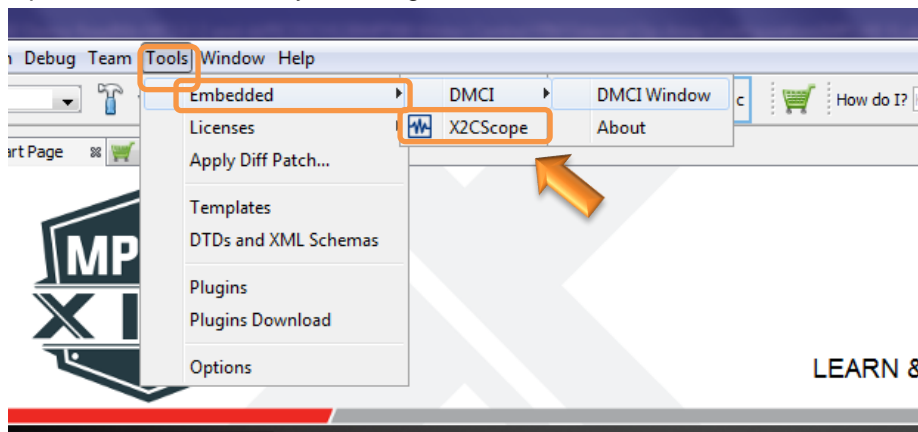 Debug Team Tools Window Help
How do I?
art Page
Embedded
Licenses
Apply Diff Patch...
Templates
DTDs and XML Schemas
Plugins
Plugins Download
Options
DMCI
X2CScope
DMCI Window
About
c
MP
X I
LEARN &